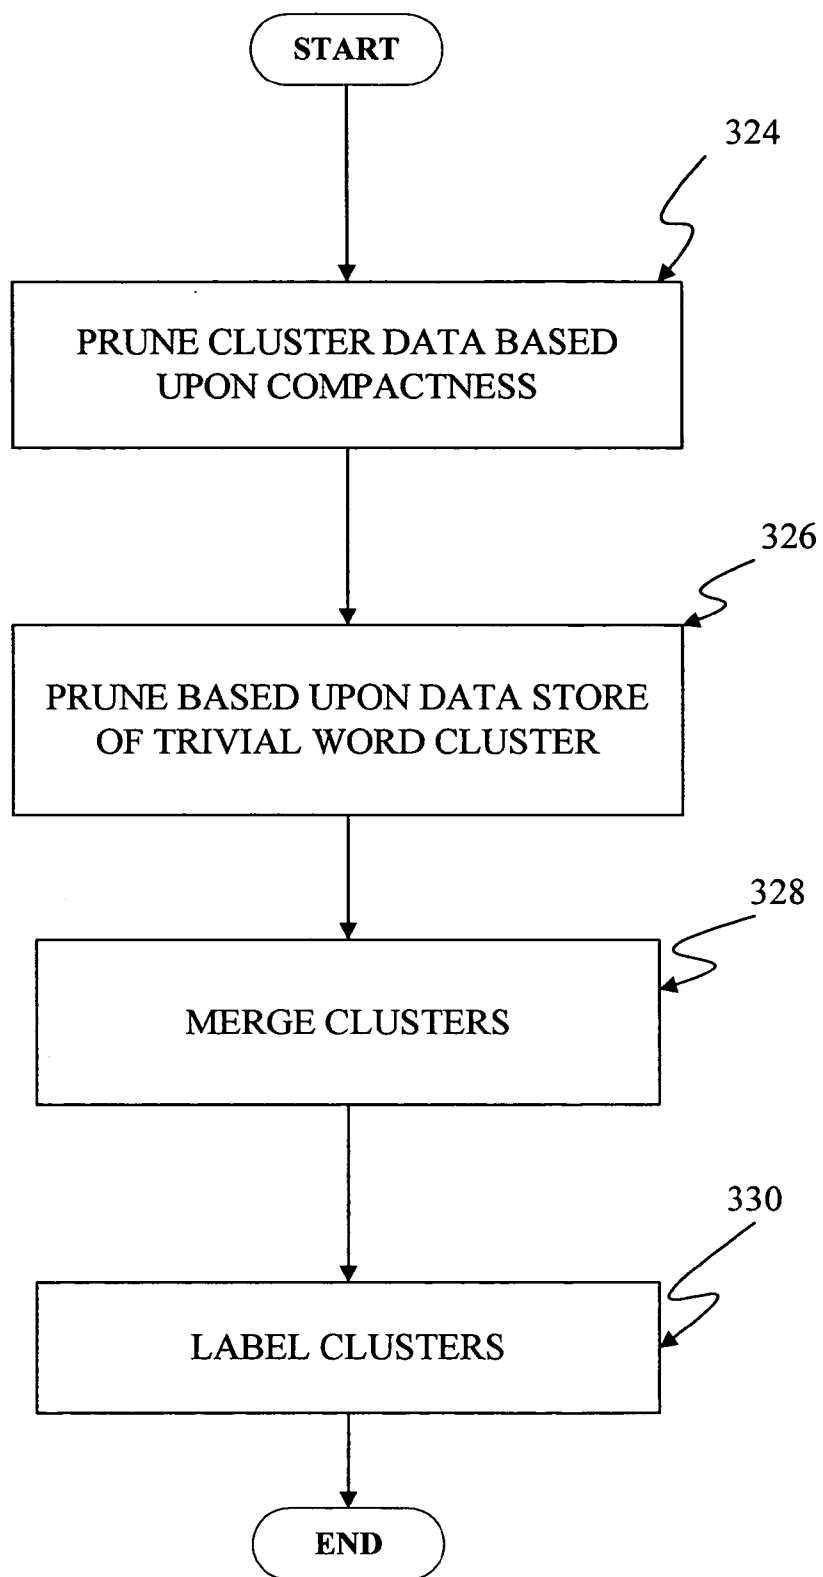 START
324
PRUNE CLUSTER DATA BASED
UPON COMPACTNESS
326
PRUNE BASED UPON DATA STORE
OF TRIVIAL WORD CLUSTER
328
MERGE CLUSTERS
330
LABEL CLUSTERS
END